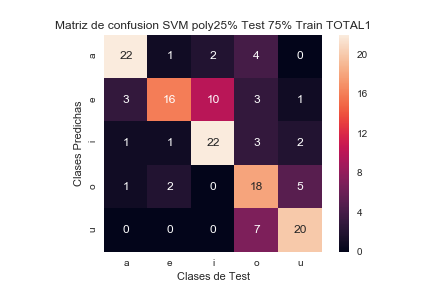 Matriz de confusion SVM poly25% Test 75% Train TOTAL1
a 22 1 2 4 0
e 3 16 10 3 1
i 1 1 22 3 2
o 1 2 0 18 5
u 0 0 0 7 20
a e i o u
Clases de Test
Clases Predichas
20
16
12
8
4
0